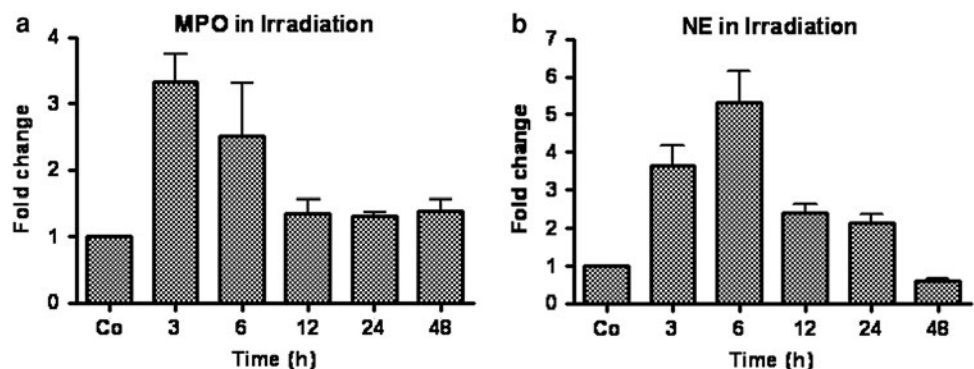 a
MPO in Irradiation
4
3
2
1
0
Fold change
Co 3 6 12 24 48
Time (h)
b
NE in Irradiation
7
6
5
4
3
2
1
0
Fold change
Co 3 6 12 24 48
Time (h)